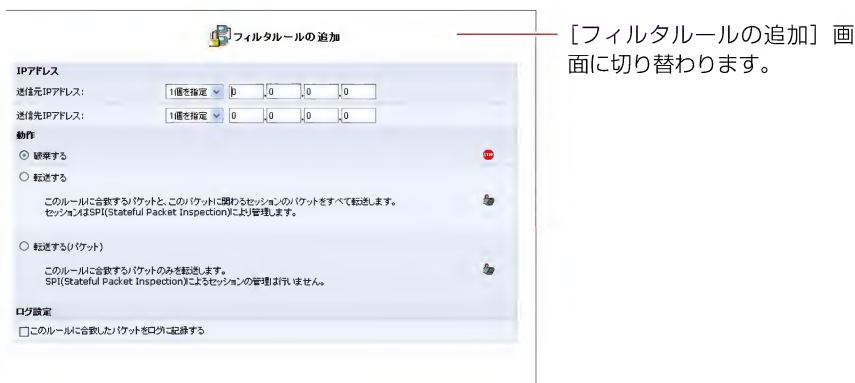 フィルタルールの追加
［フィルタルールの追加］画
面に切り替わります。
IPアドレス
送信元IPアドレス: 1個を指定 0 .0 .0 .0
送信先IPアドレス: 1個を指定 0 .0 .0 .0
動作
破棄する
STOP
転送する
このルールに合致するパケットと、このパケットに関わるセッションのパケットをすべて転送します。
セッションはSPI(Stateful Packet Inspection)により管理します。
転送する(パケット)
このルールに合致するパケットのみを転送します。
SPI(Stateful Packet Inspection)によるセッションの管理は行いません。
ログ設定
このルールに合致したパケットをログに記録する